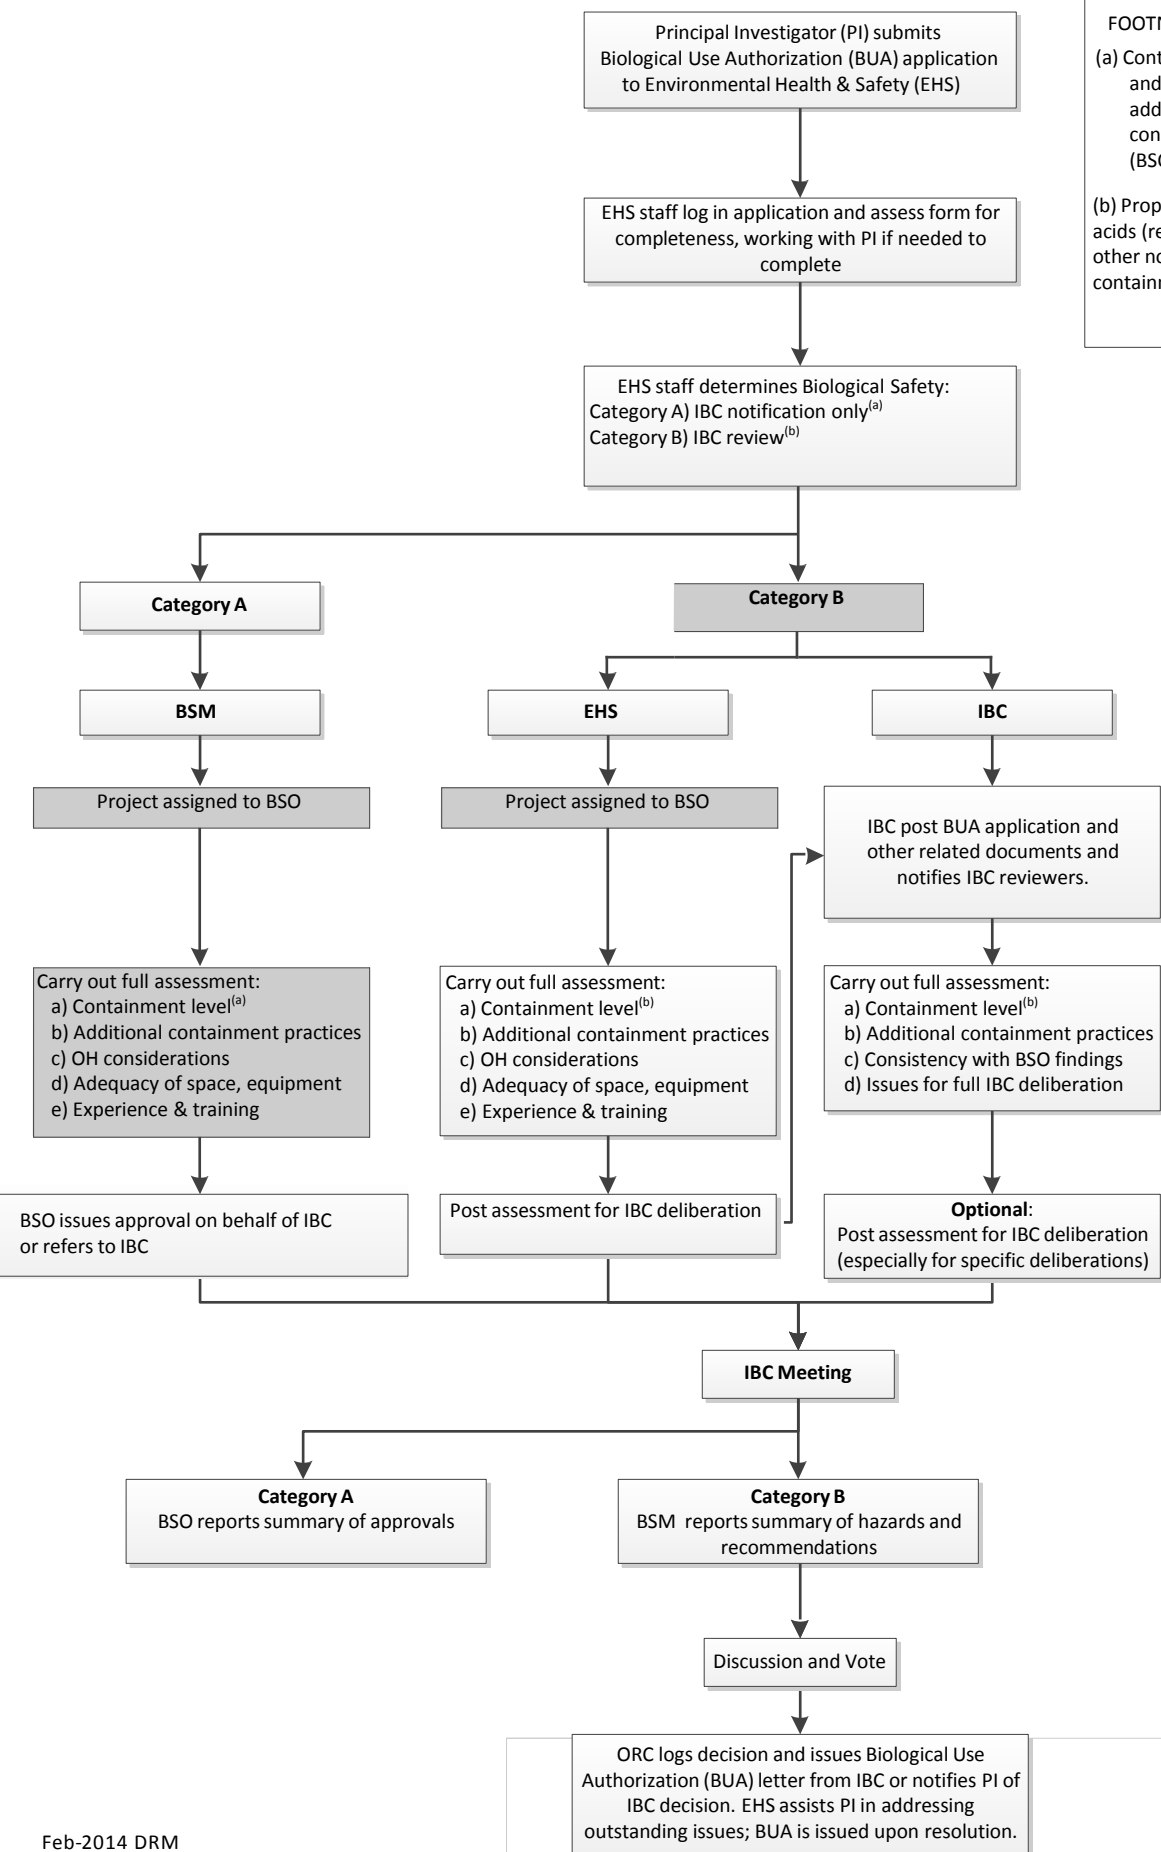 Principal Investigator (PI) submits
Biological Use Authorization (BUA) application
to Environmental Health & Safety (EHS)
(a)
and
(b)
acids
EHS staff log in application and assess form for
completeness, working with PI if needed to
complete
EHS staff determines Biological Safety:
Category A) IBC notification only(a)
Category B) IBC review(b)
Category A
Category B
BSM
EHS
IBC
Project assigned to BSO
Project assigned to BSO
IBC post BUA application and
other related documents and
notifies IBC reviewers.
Carry out full assessment:
a) Containment level(a)
b) Additional containment practices
c) OH considerations
d) Adequacy of space, equipment
e) Experience & training
Carry out full assessment:
a) Containment level(b)
b) Additional containment practices
c) OH considerations
d) Adequacy of space, equipment
e) Experience & training
Carry out full assessment:
a) Containment level(b)
b) Additional containment practices
c) Consistency with BSO findings
d) Issues for full IBC deliberation
BSO issues approval on behalf of IBC
or refers to IBC
Post assessment for IBC deliberation
Optional:
Post assessment for IBC deliberation
(especially for specific deliberations)
IBC Meeting
Category A
BSO reports summary of approvals
Category B
BSM reports summary of hazards and
recommendations
Discussion and Vote
ORC logs decision and issues Biological Use
Authorization (BUA) letter from IBC or notifies PI of
IBC decision. EHS assists PI in addressing
outstanding issues; BUA is issued upon resolution.
Feb-2014 DRM